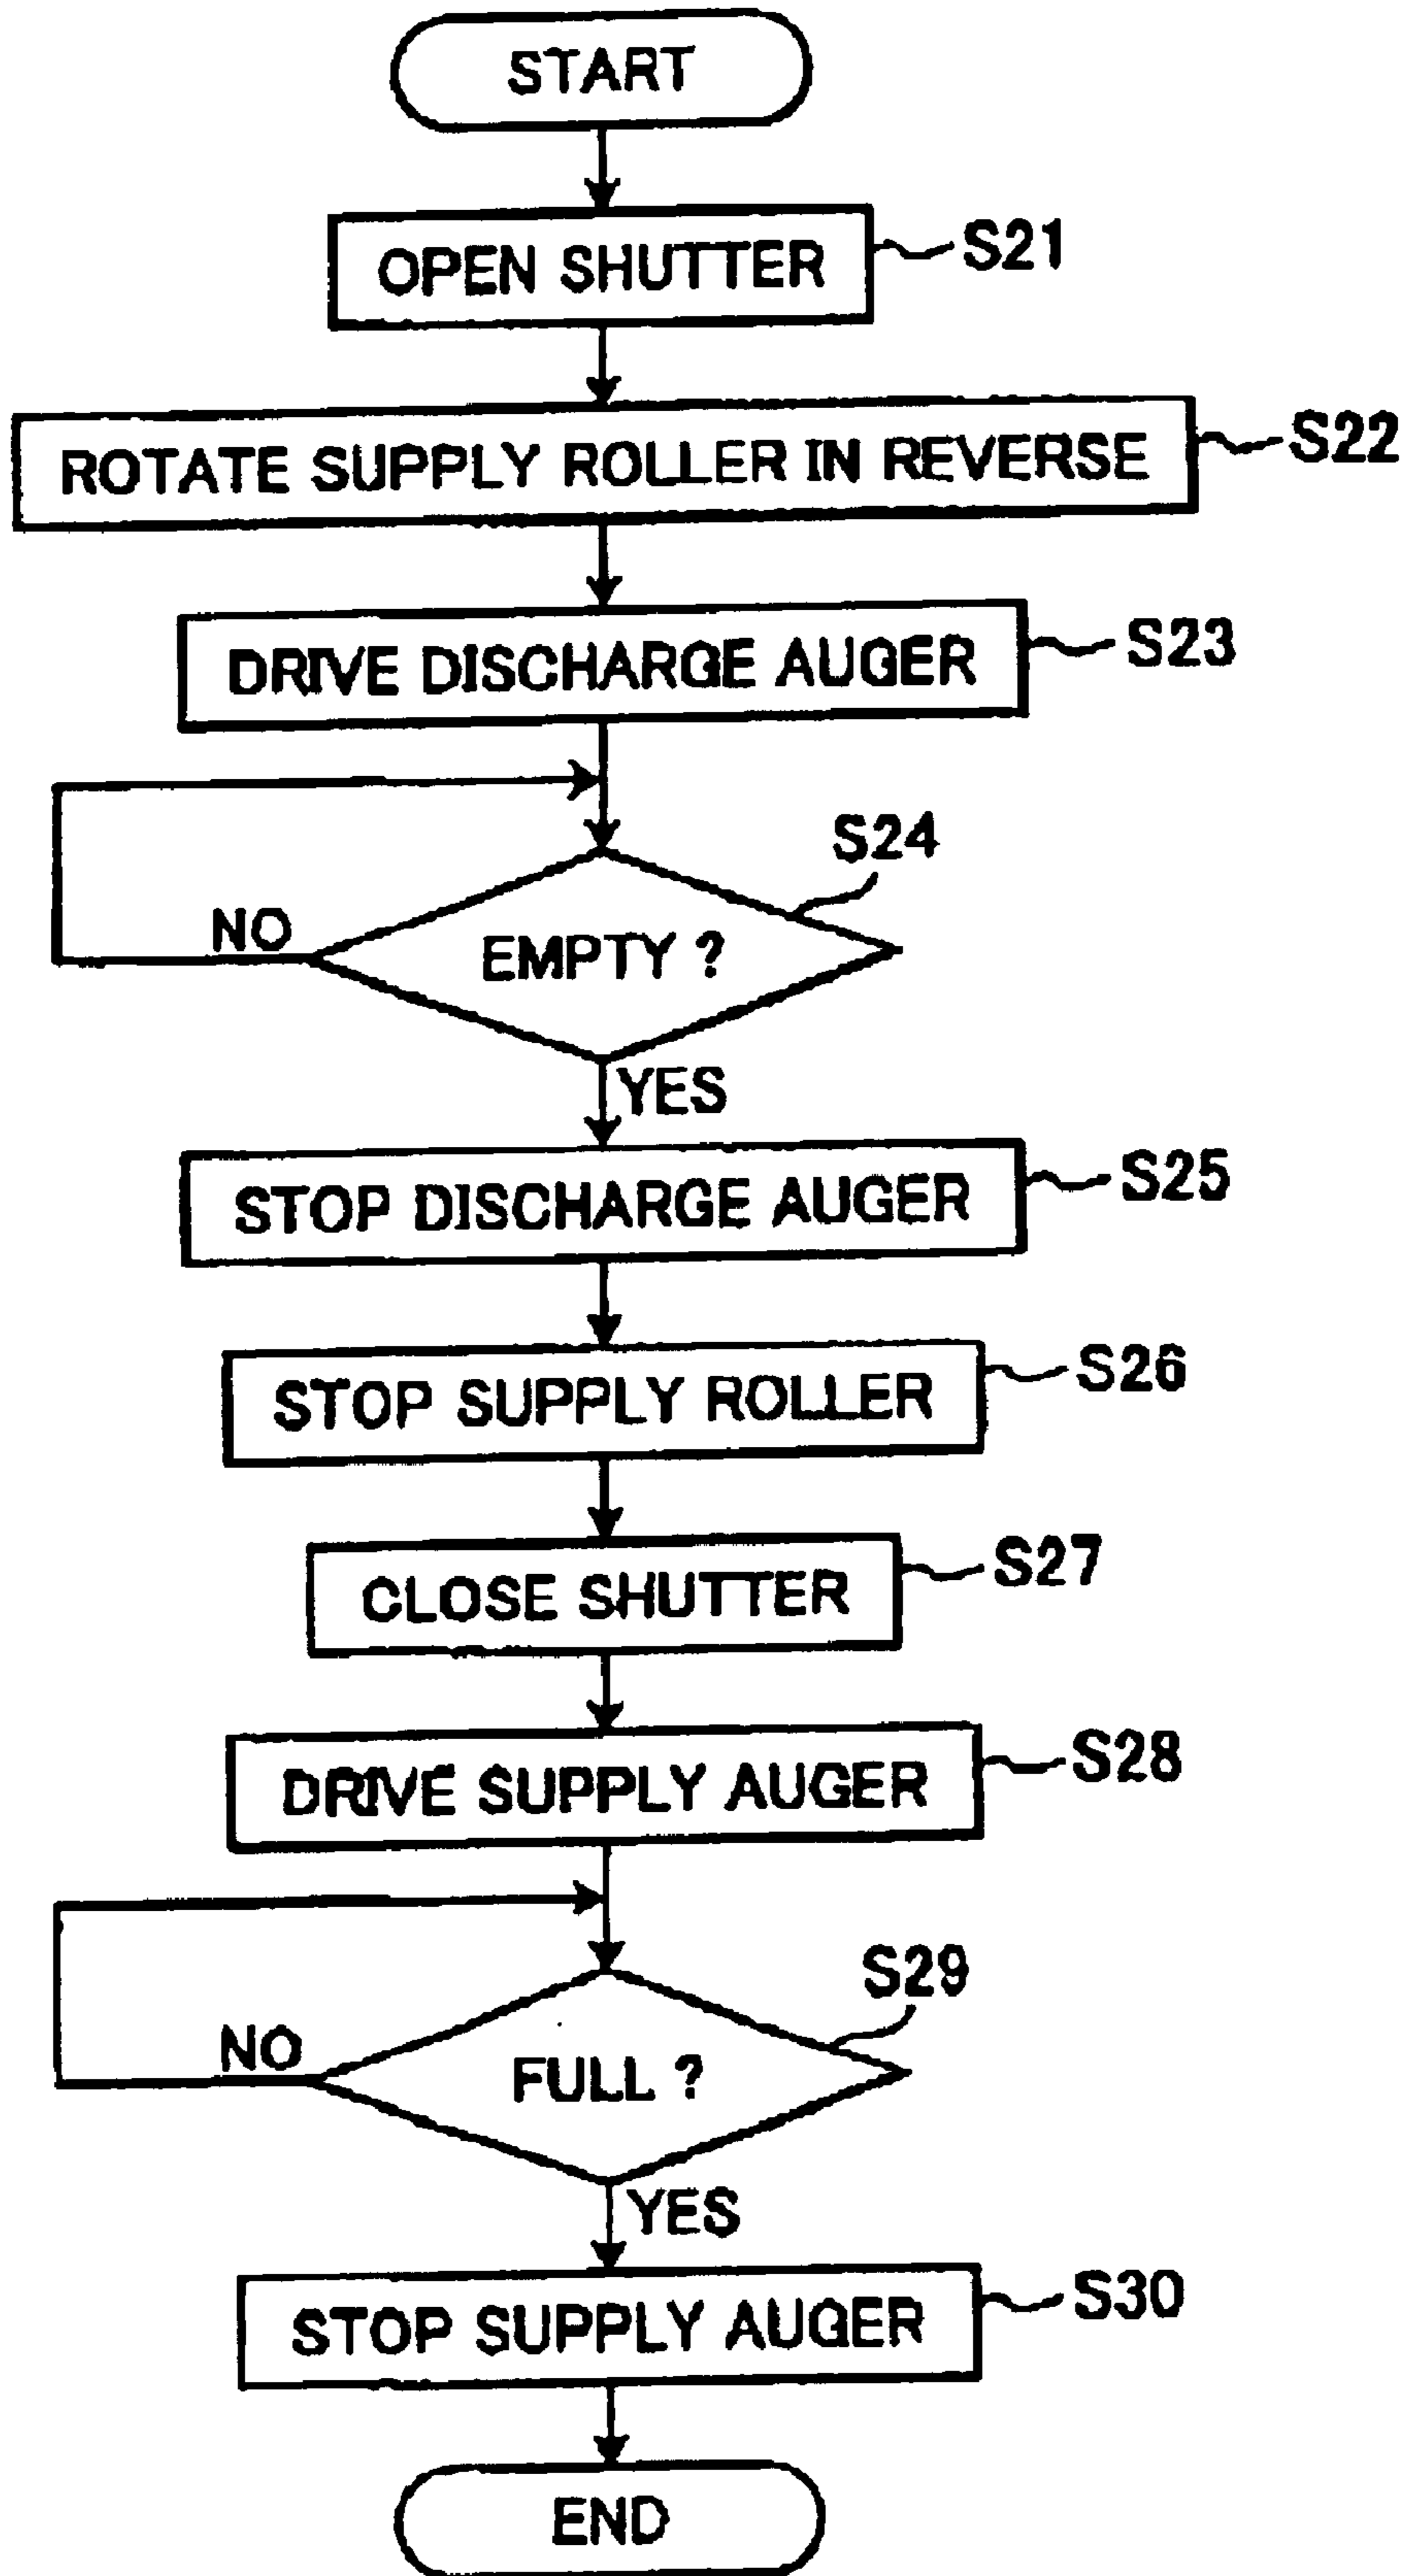 START
OPEN SHUTTER
S21
ROTATE SUPPLY ROLLER IN REVERSE
S22
DRIVE DISCHARGE AUGER
S23
S24
NO
EMPTY ?
YES
STOP DISCHARGE AUGER
S25
STOP SUPPLY ROLLER
S26
CLOSE SHUTTER
S27
DRIVE SUPPLY AUGER
S28
S29
NO
FULL ?
YES
STOP SUPPLY AUGER
S30
END